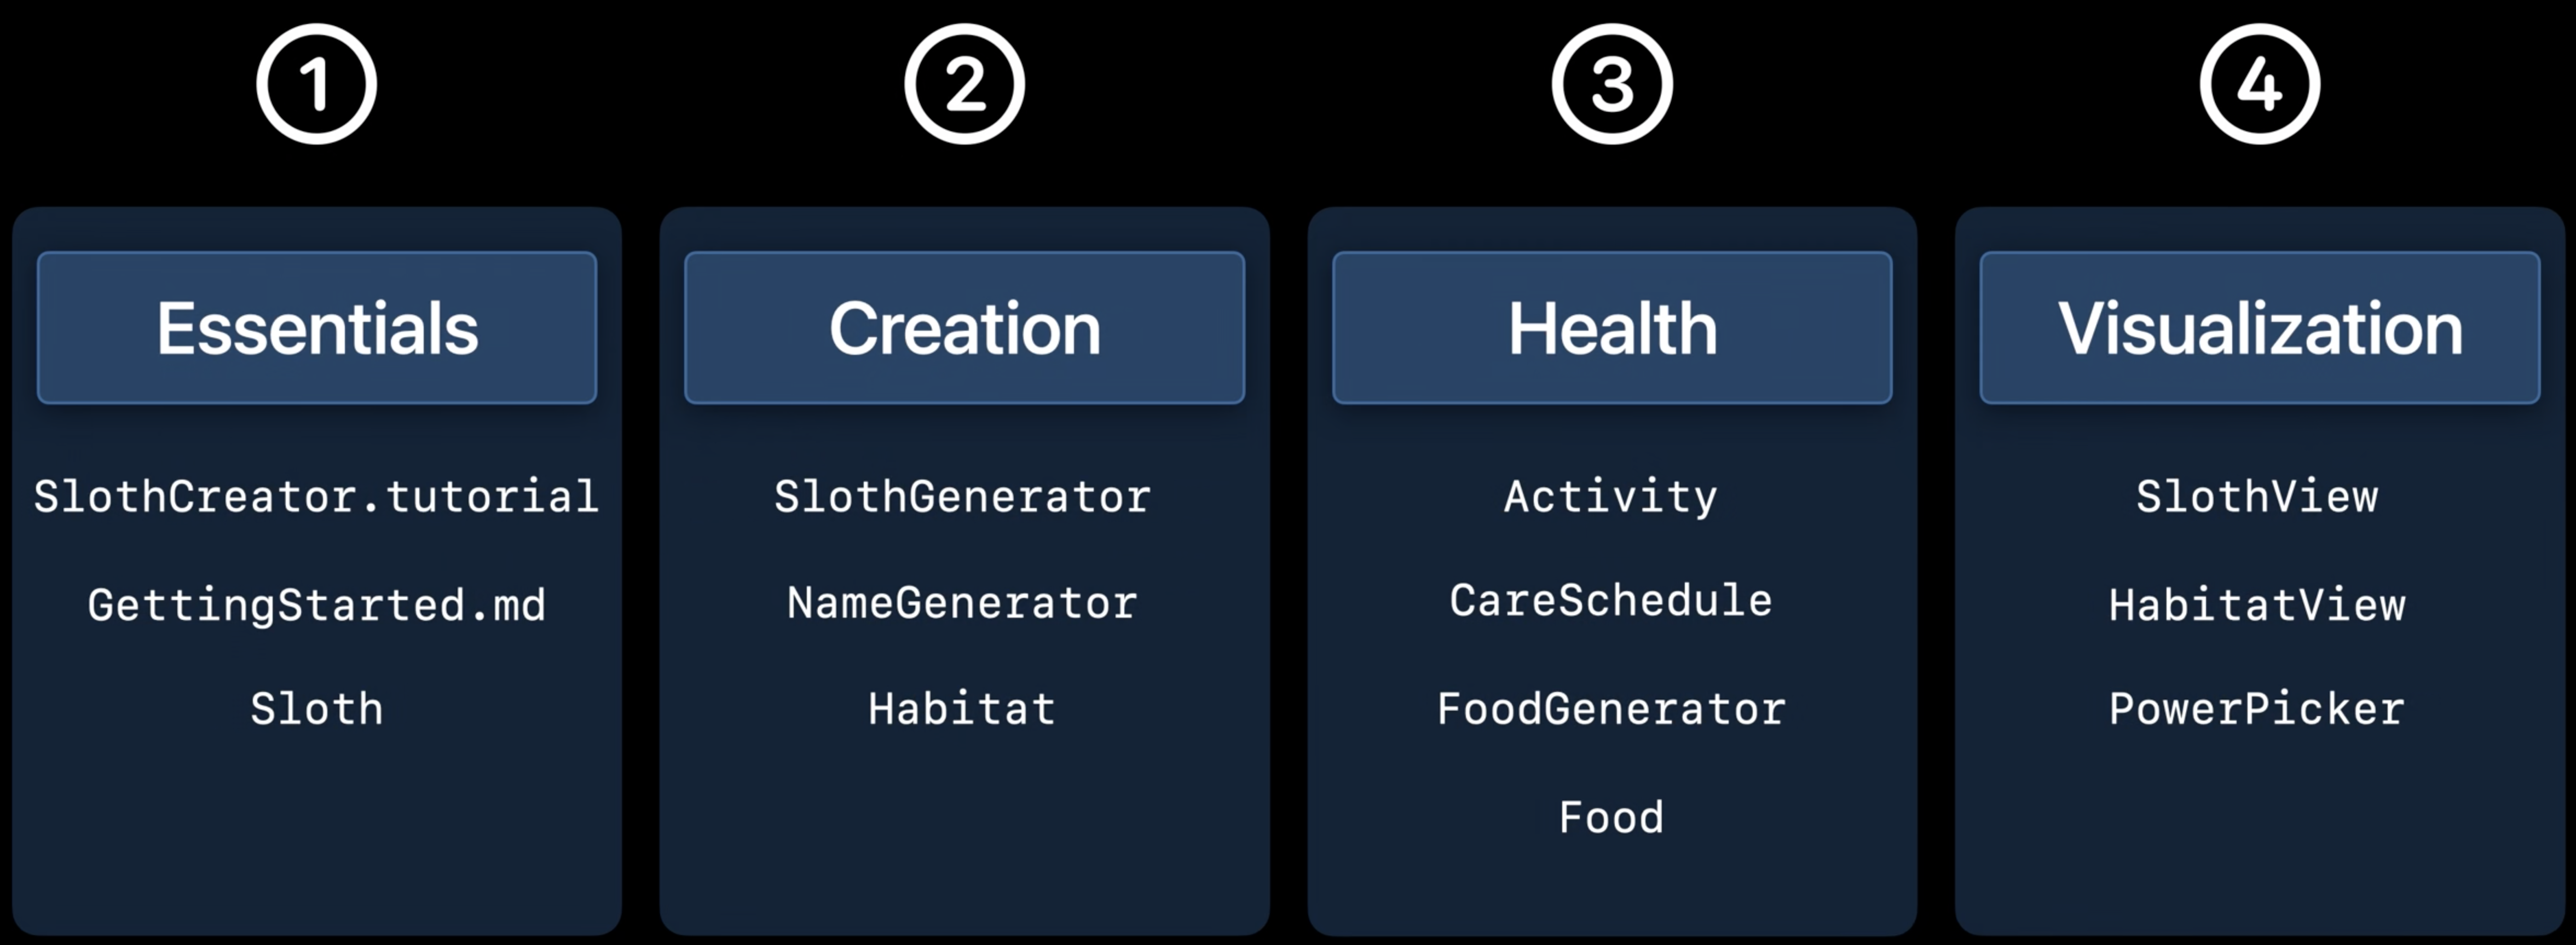 1
Essentials
SlothCreator.tutorial
GettingStarted.md
Sloth
2
Creation
SlothGenerator
NameGenerator
Habitat
3
Health
Activity
CareSchedule
FoodGenerator
Food
4
Visualization
SlothView
HabitatView
PowerPicker